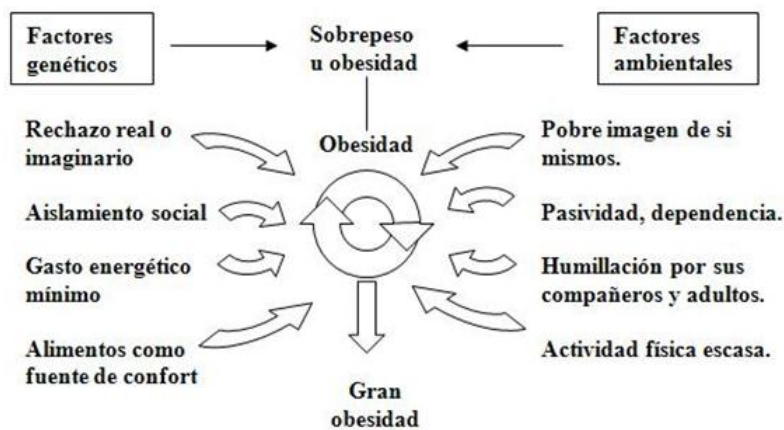 Factores
genéticos
Sobrepeso
u obesidad
Factores
ambientales
Rechazo real o
imaginario
Obesidad
Pobre imagen de si
mismos.
Aislamiento social
Pasividad, dependencia.
Gasto energético
mínimo
Humillación por sus
compañeros y adultos.
Alimentos como
fuente de confort
Actividad física escasa.
Gran
obesidad